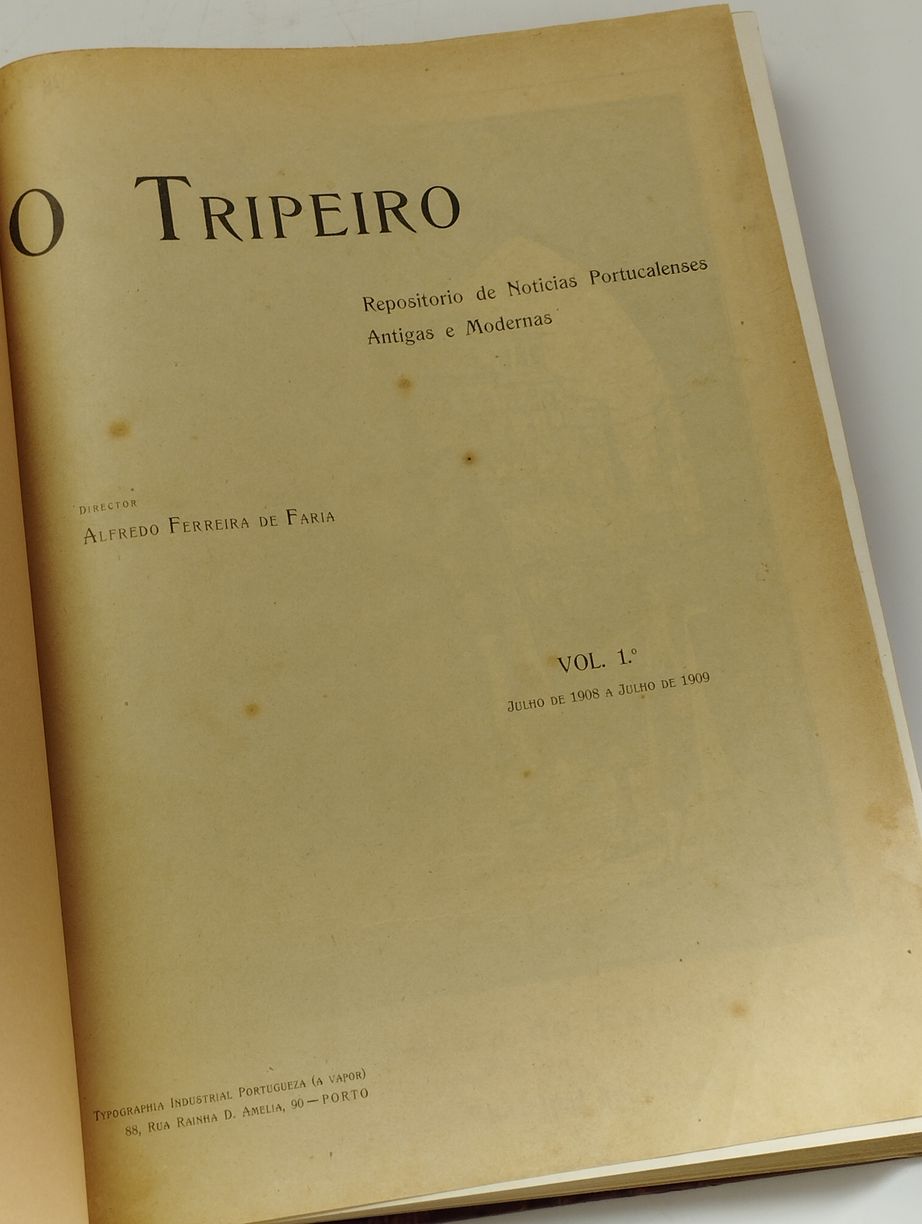 O TRIPEIRO
Repositorio de Noticias Portucalenses
Antigas e Modernas
DIRECTOR
ALFREDO FERREIRA DE FARIA
VOL. 1.º
JULHO DE 1908 A JULHO DE 1909
TYPOGRAPHIA INDUSTRIAL PORTUGUEZA (A VAPOR)
88, RUA RAINHA D. AMELIA, 90 — PORTO